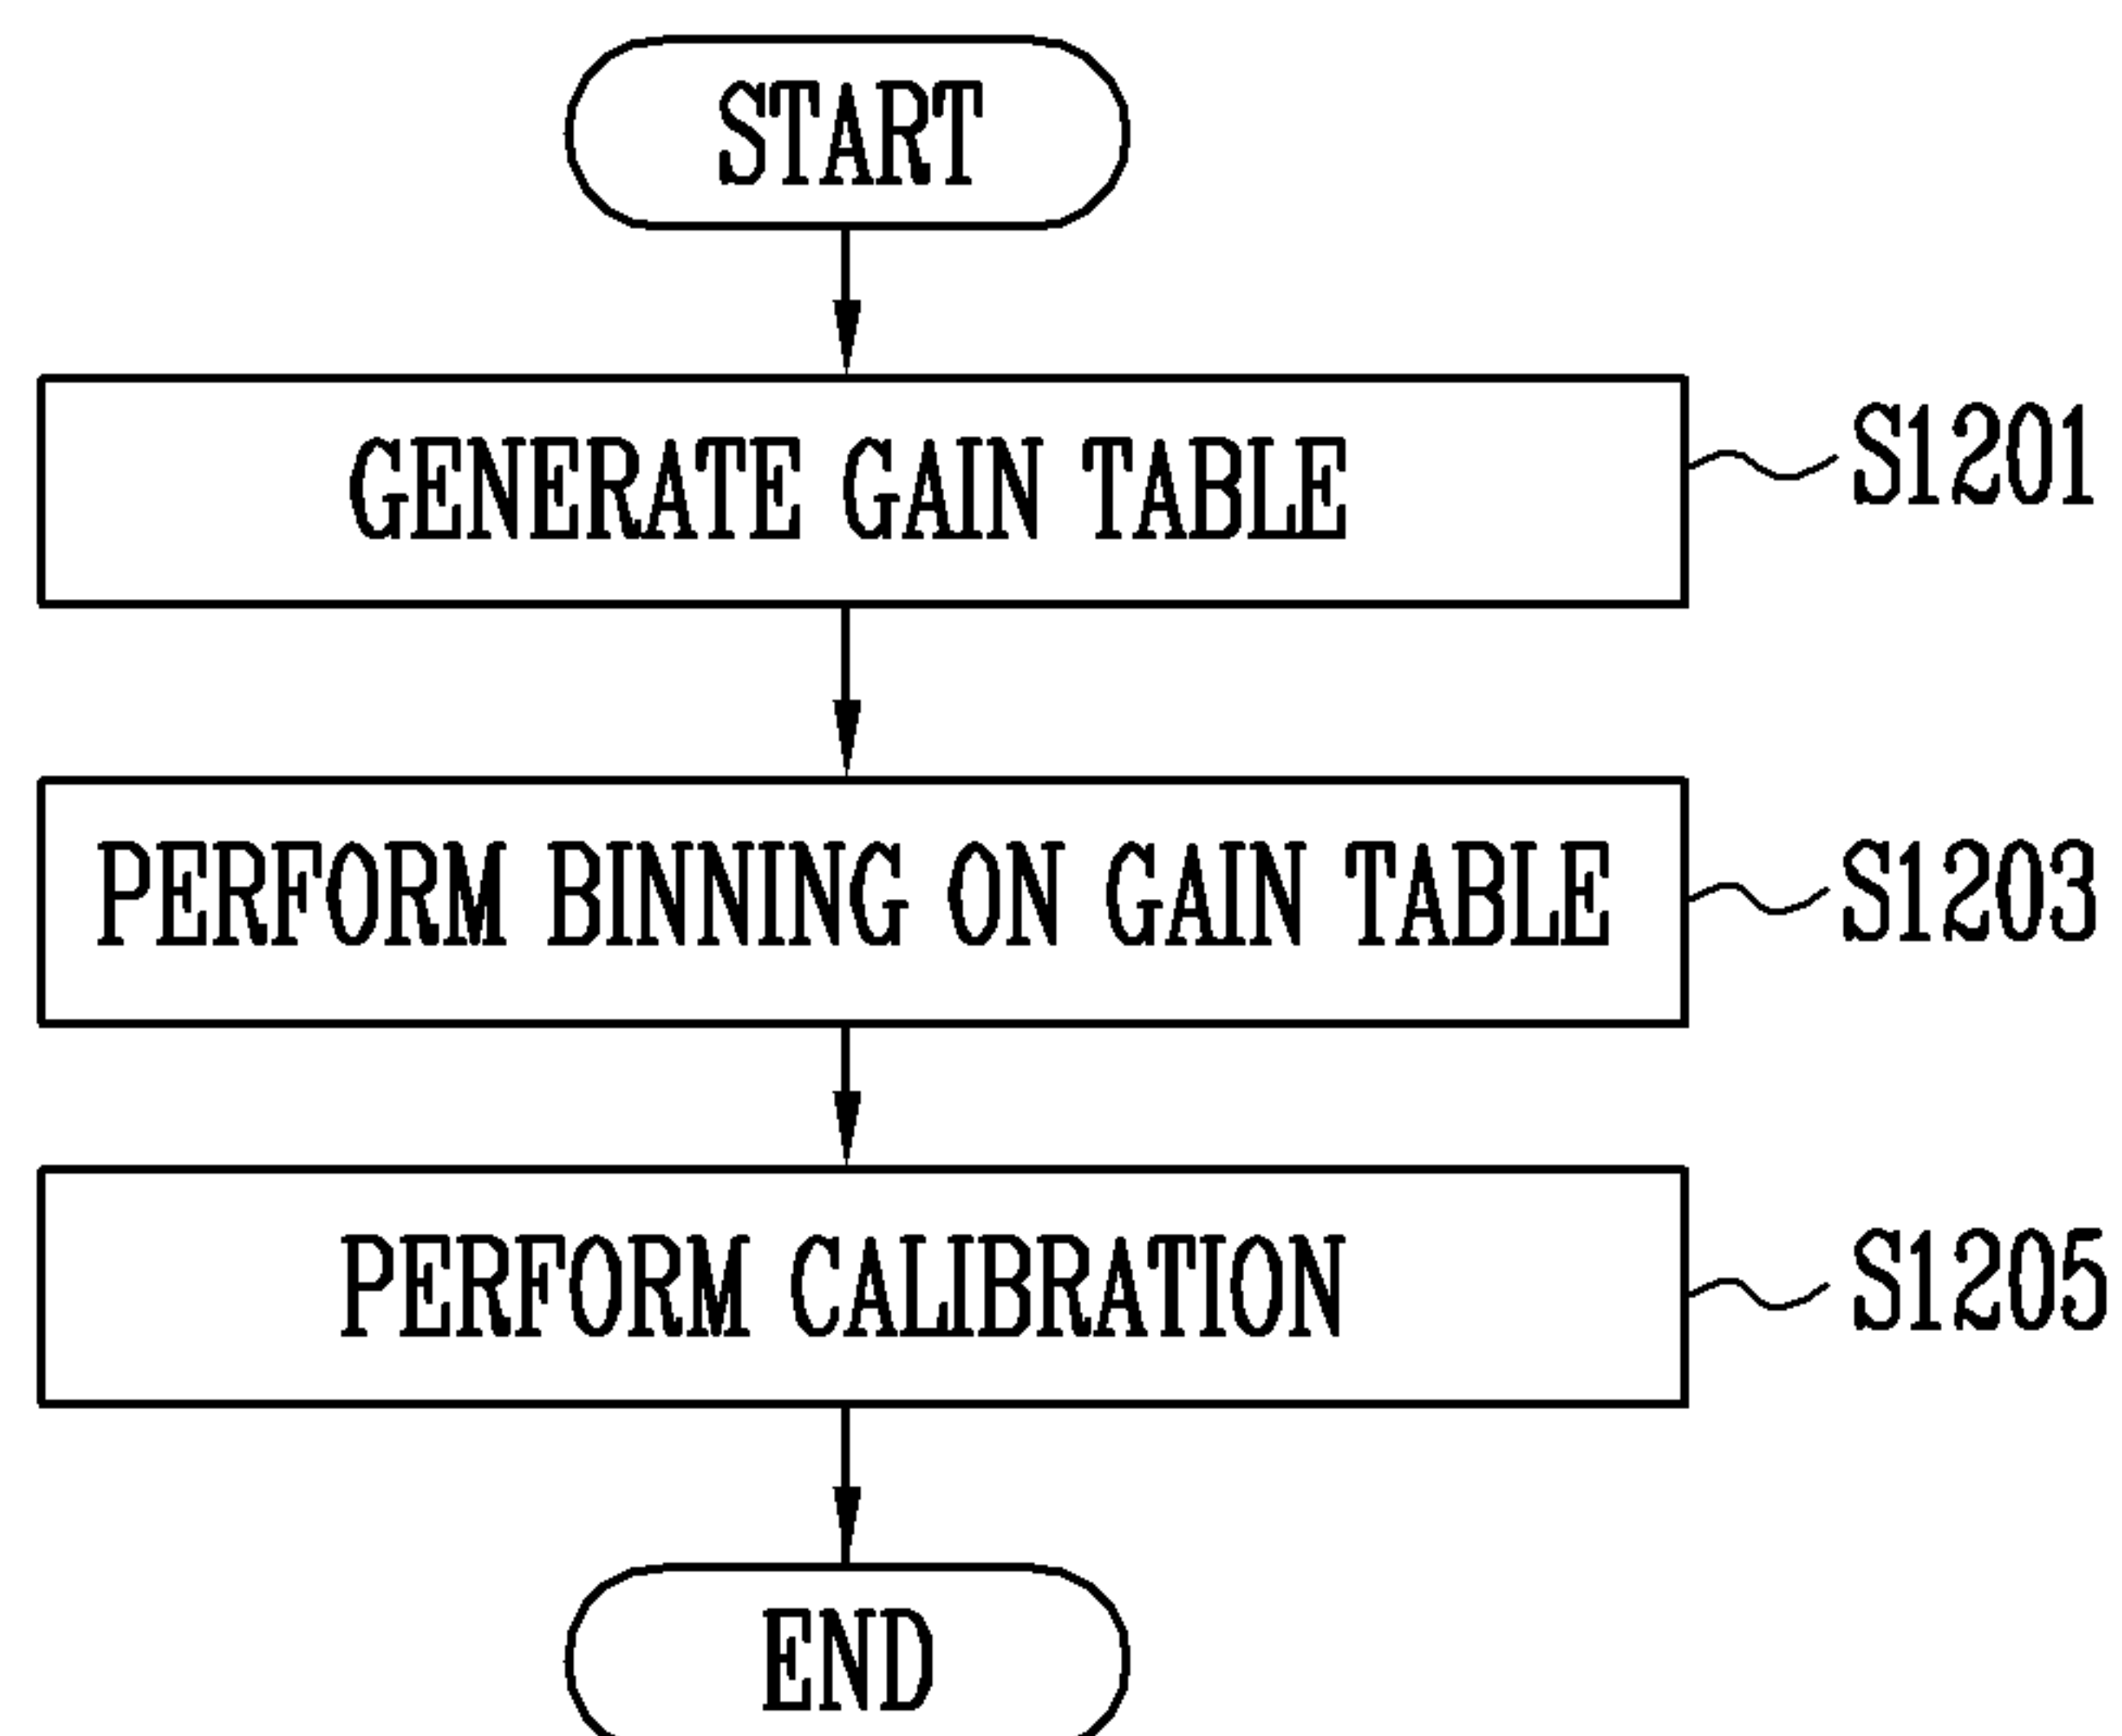 START
GENERATE GAIN TABLE
S1201
PERFORM BINNING ON GAIN TABLE
S1203
PERFORM CALIBRATION
S1205
END